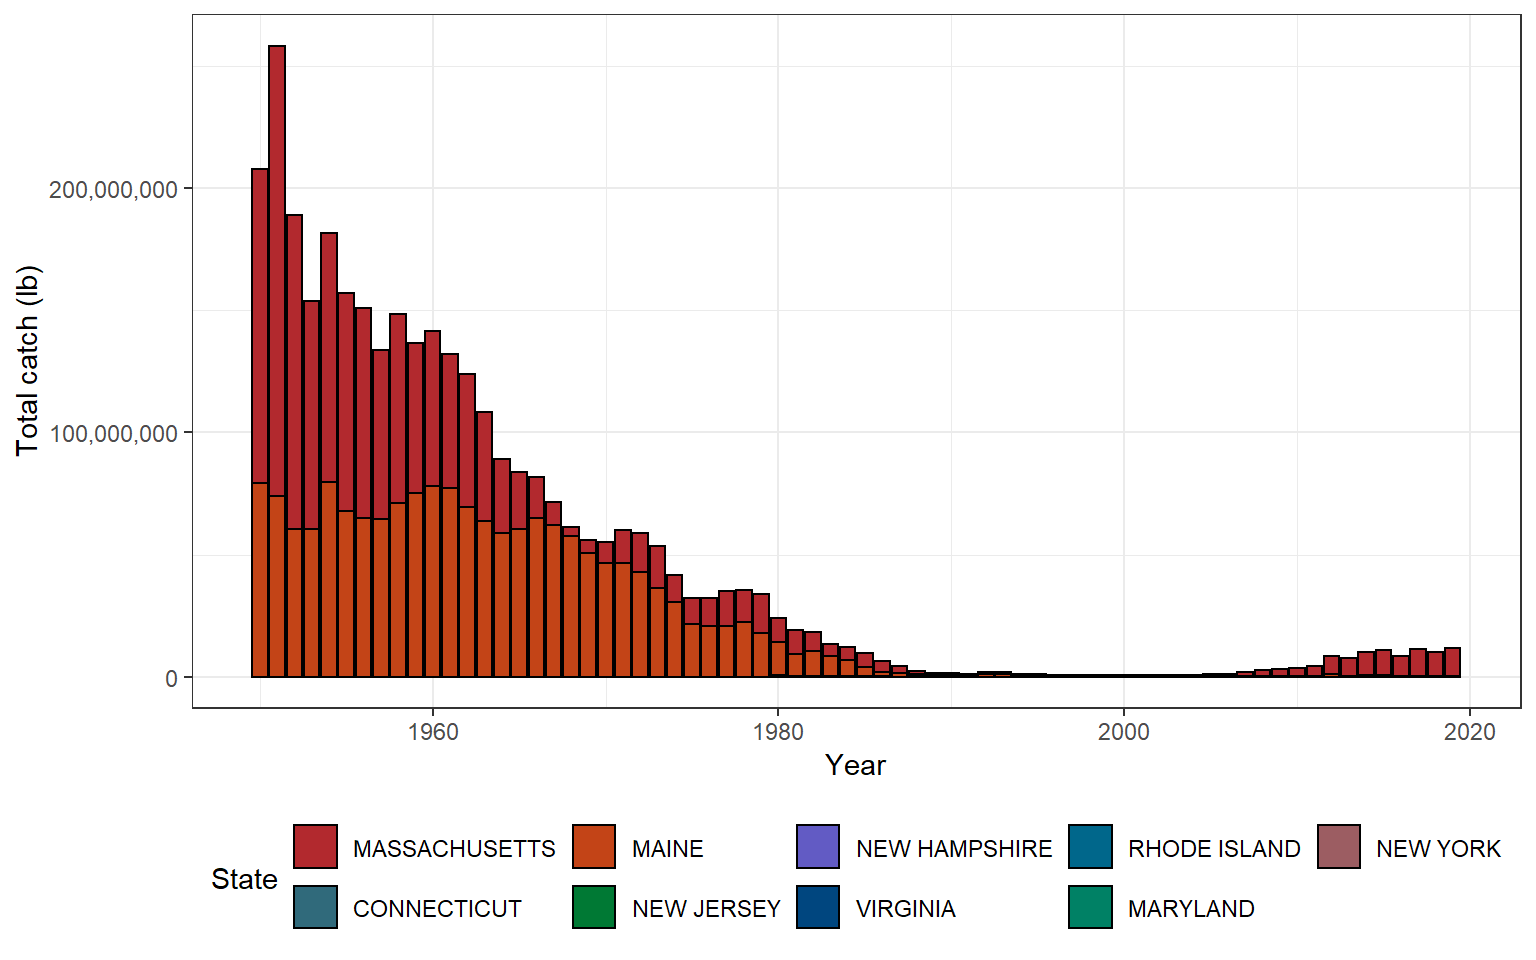 Total catch (lb)
200,000,000
100,000,000
0
1960 1980 2000 2020
Year
State
MASSACHUSETTS MAINE NEW HAMPSHIRE RHODE ISLAND NEW YORK
CONNECTICUT NEW JERSEY VIRGINIA MARYLAND